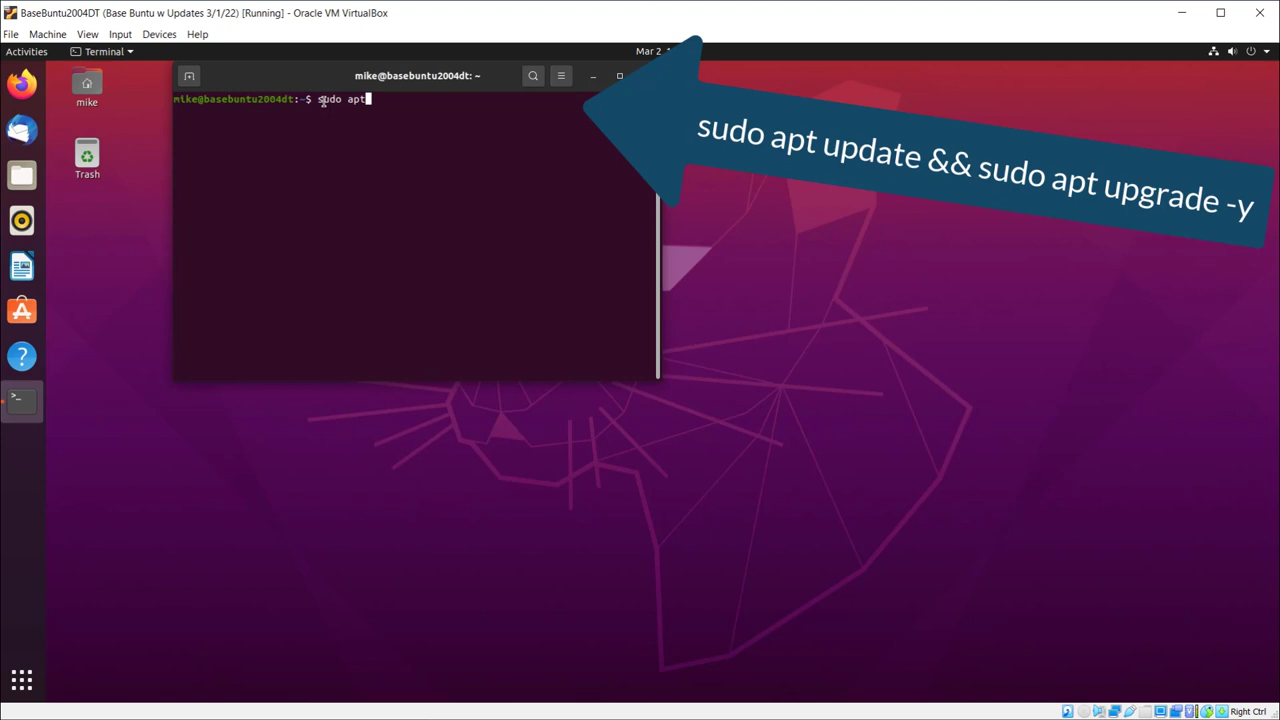 BaseBuntu2004DT (Base Buntu w Updates 3/1/22) [Running] - Oracle VM VirtualBox
File Machine View Input Devices Help
Activities Terminal Mar 2,
mike@basebuntu2004dt: ~
mike@basebuntu2004dt:~$ sudo apt
sudo apt update && sudo apt upgrade -y
mike
Trash
Right Ctrl